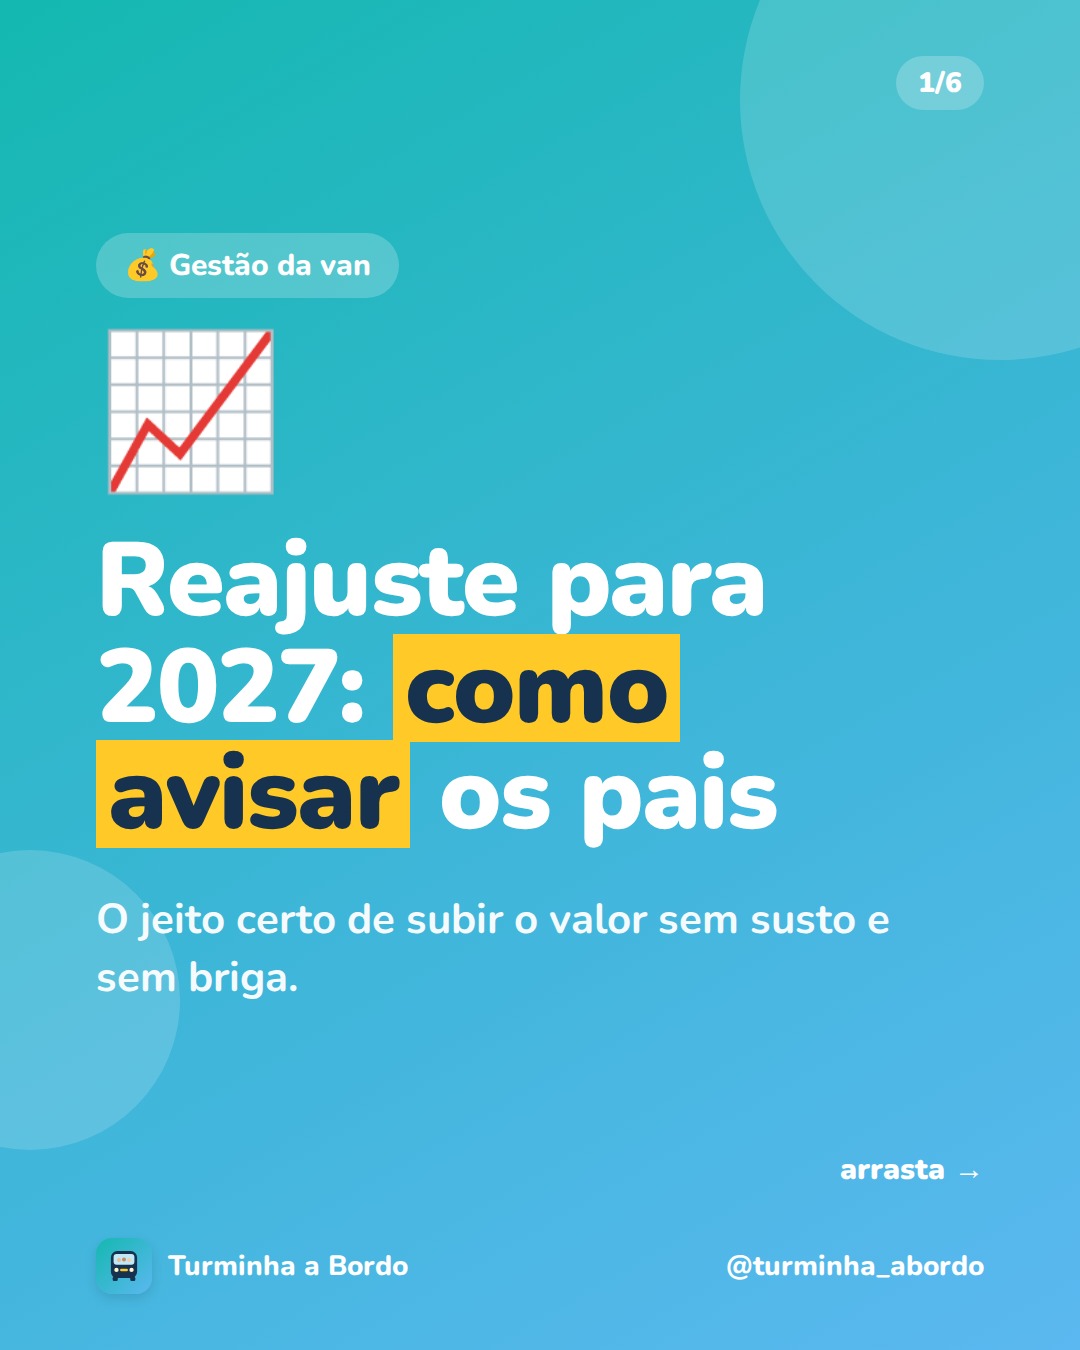 1/6
💰 Gestão da van
Reajuste para
2027: como
avisar os pais
O jeito certo de subir o valor sem susto e
sem briga.
arrasta →
Turminha a Bordo
@turminha_abordo